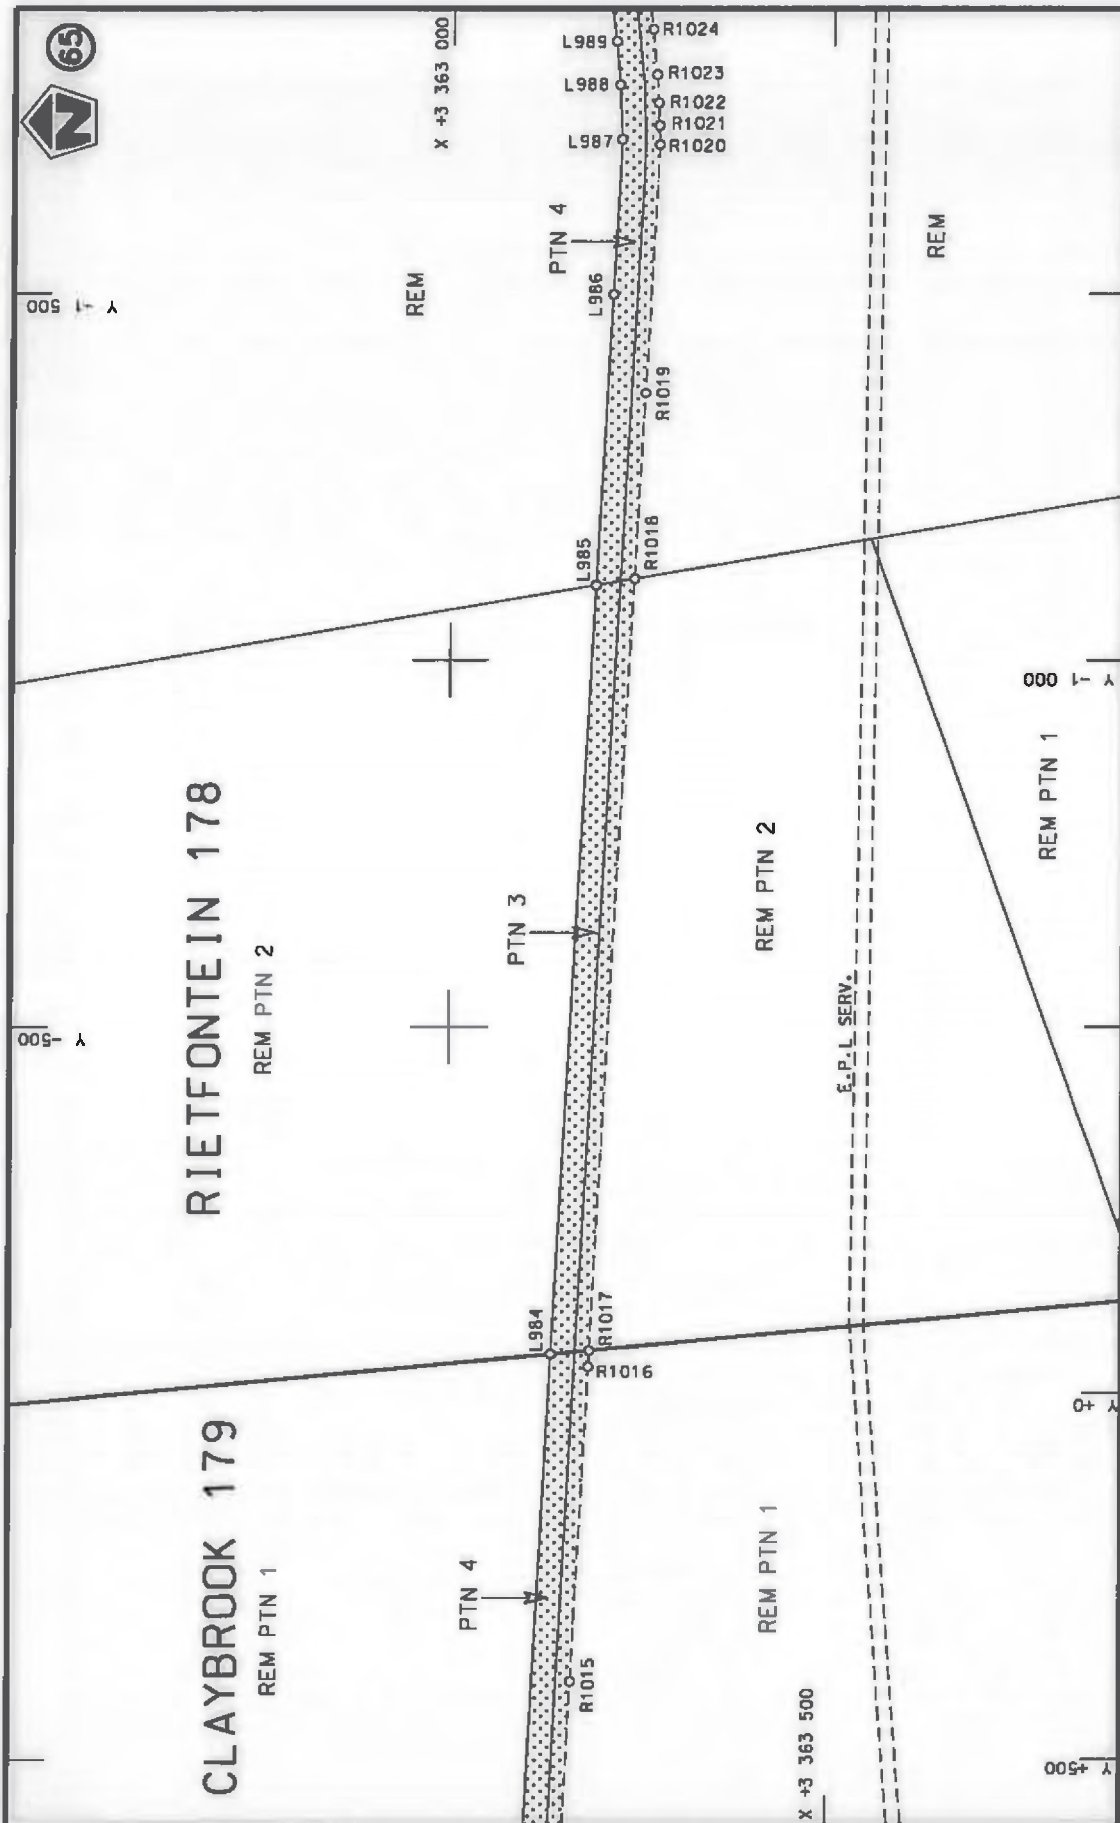 N
65
X +3 363 000
L989
L988
L987
R1024
R1023
R1022
R1021
R1020
PTN 4
L986
REM
REM
Y -1 500
R1019
L985
R1018
Y -1 000
REM PTN 1
RIETFONTEIN 178
REM PTN 2
PTN 3
REM PTN 2
Y -500
E.P.L SERV.
L984
R1017
R1016
Y +0
CLAYBROOK 179
REM PTN 1
PTN 4
REM PTN 1
R1015
X +3 363 500
Y +500